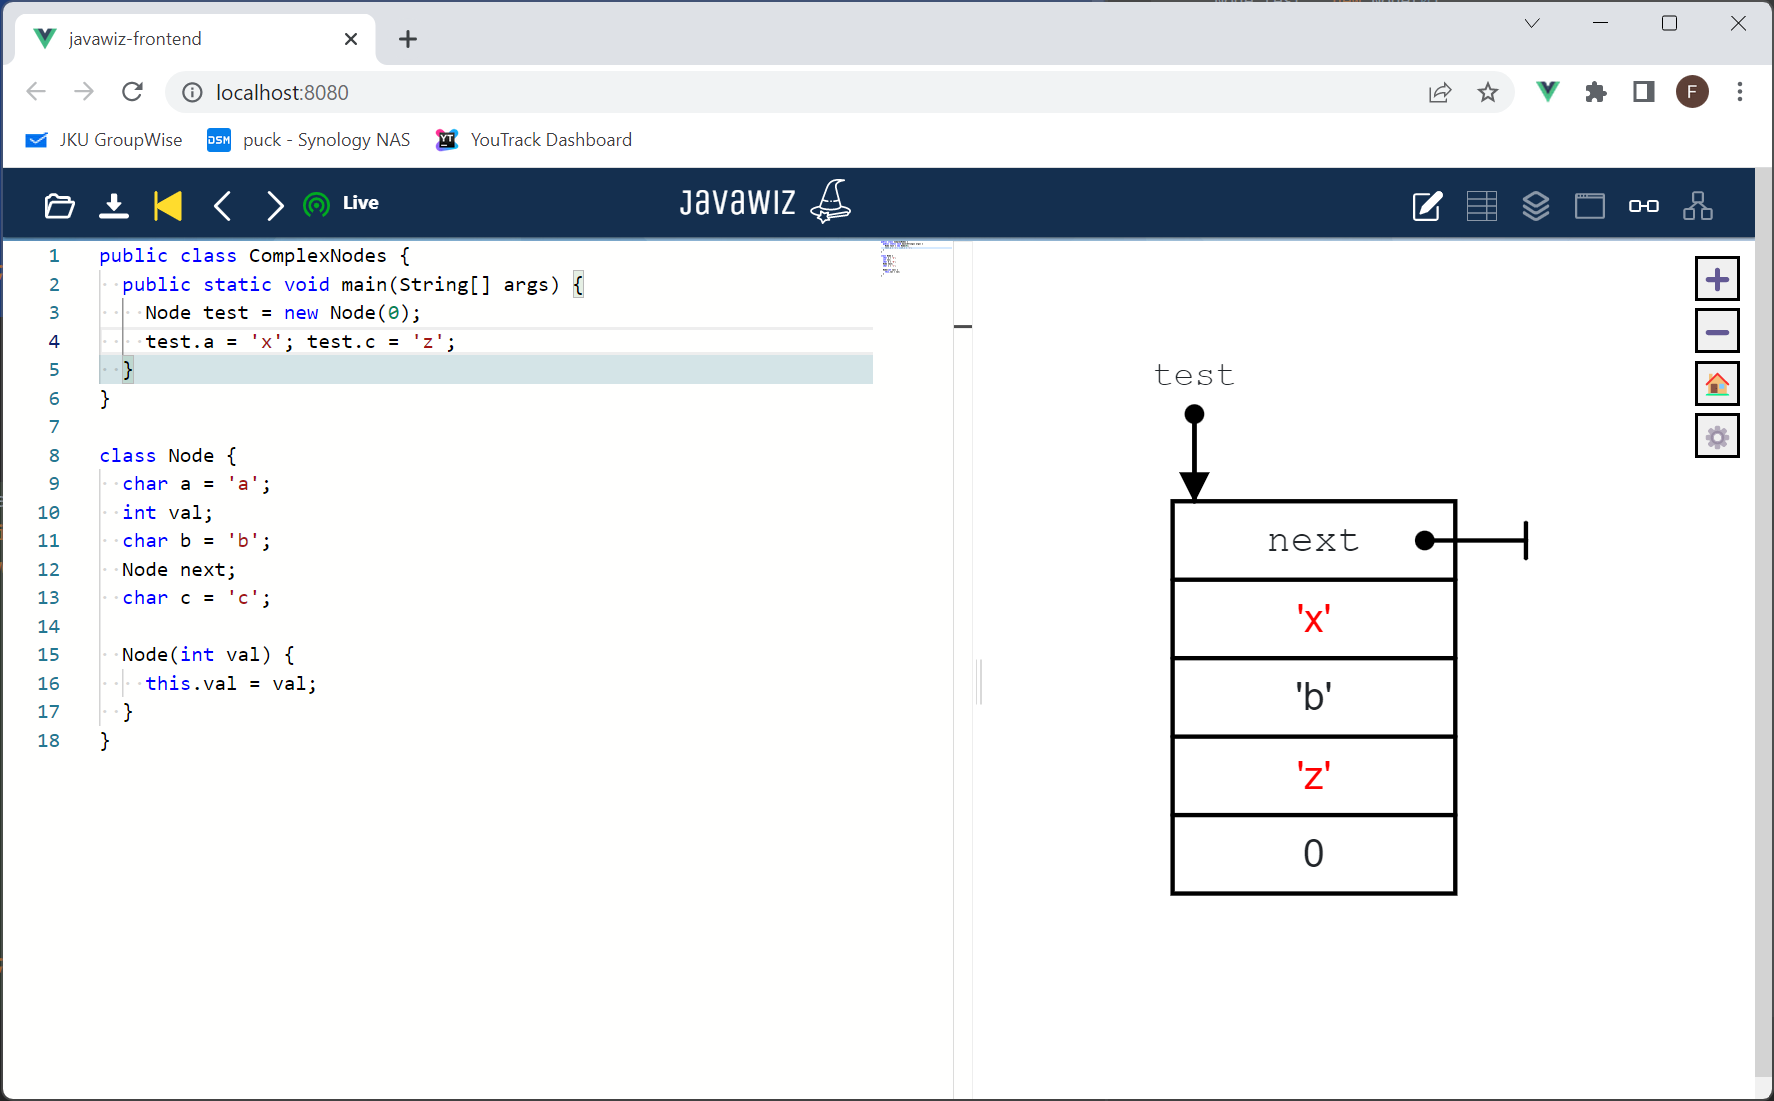 javawiz-frontend
localhost:8080
JKU GroupWise
DSM
puck - Synology NAS
YT
YouTrack Dashboard
F
Live
JavaWIZ
1 public class ComplexNodes {
2 public static void main(String[] args) {
3 Node test = new Node(0);
4 test.a = 'x'; test.c = 'z';
5 }
6 }
7
8 class Node {
9 char a = 'a';
10 int val;
11 char b = 'b';
12 Node next;
13 char c = 'c';
14
15 Node(int val) {
16 this.val = val;
17 }
18 }
test
next
'x'
'b'
'z'
0